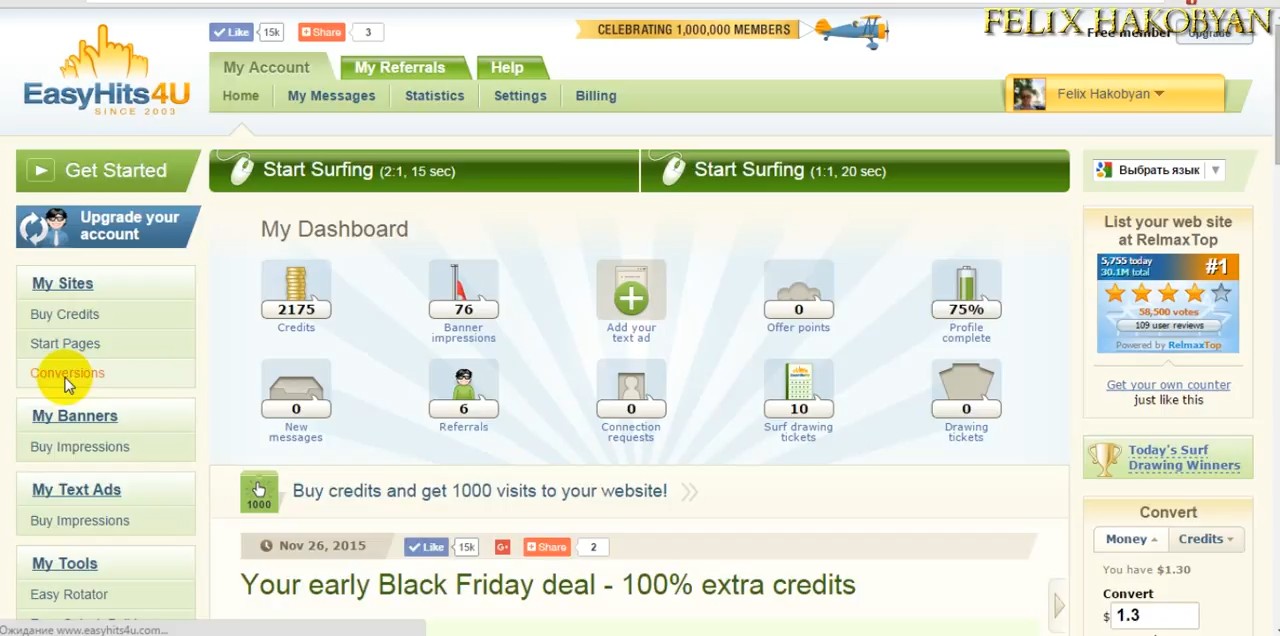 FELIX HAKOBYAN
Like 15k Share 3
CELEBRATING 1,000,000 MEMBERS
Free member Upgrade
EasyHits4U
SINCE 2003
My Account My Referrals Help
Home My Messages Statistics Settings Billing
Felix Hakobyan
Get Started
Start Surfing (2:1, 15 sec)
Start Surfing (1:1, 20 sec)
Выбрать язык
Upgrade your
account
My Sites
Buy Credits
Start Pages
Conversions
My Banners
Buy Impressions
My Text Ads
Buy Impressions
My Tools
Easy Rotator
My Dashboard
2175
Credits
76
Banner
impressions
Add your
text ad
0
Offer points
75%
Profile
complete
0
New
messages
6
Referrals
0
Connection
requests
10
Surf drawing
tickets
0
Drawing
tickets
1000
Buy credits and get 1000 visits to your website!
Nov 26, 2015 Like 15k G+ Share 2
Your early Black Friday deal - 100% extra credits
List your web site
at RelmaxTop
5,755 today
30.1M total
#1
58,500 votes
109 user reviews
Powered by RelmaxTop
Get your own counter
just like this
Today's Surf
Drawing Winners
Convert
Money Credits
You have $1.30
Convert
$ 1.3
Ожидание www.easyhits4u.com...